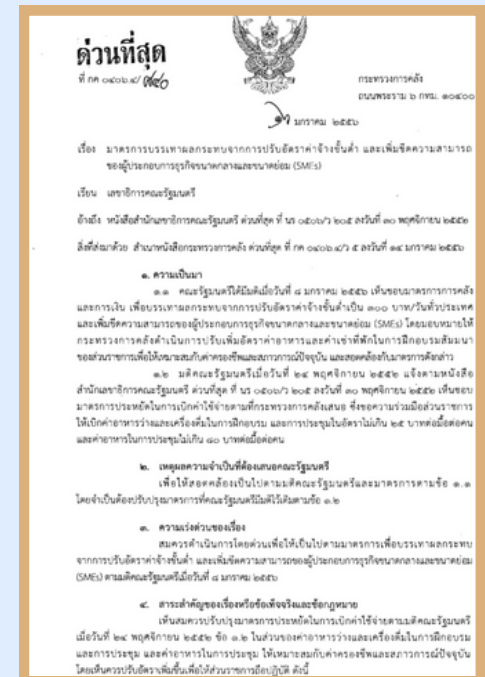 ด่วนที่สุด
ที่ กค ๐๔๐๖.๔/
กระทรวงการคลัง
ถนนพระราม ๖ กทม. ๑๐๔๐๐
มกราคม ๒๕๕๖
เรื่อง มาตรการบรรเทาผลกระทบจากการปรับอัตราค่าจ้างขั้นต่ำ และเพิ่มขีดความสามารถ
ของผู้ประกอบการธุรกิจขนาดกลางและขนาดย่อม (SMEs)
เรียน เลขาธิการคณะรัฐมนตรี
อ้างถึง หนังสือสำนักเลขาธิการคณะรัฐมนตรี ด่วนที่สุด ที่ นร ๐๕๐๖/ว ๒๐๕ ลงวันที่ ๓๐ พฤศจิกายน ๒๕๕๒
สิ่งที่ส่งมาด้วย สำเนาหนังสือกระทรวงการคลัง ด่วนที่สุด ที่ กค ๐๔๐๖.๔/ว ๕ ลงวันที่ ๑๔ มกราคม ๒๕๕๖
๑. ความเป็นมา
๑.๑ คณะรัฐมนตรีได้มีมติเมื่อวันที่ ๘ มกราคม ๒๕๕๖ เห็นชอบมาตรการการคลัง
และการเงิน เพื่อบรรเทาผลกระทบจากการปรับอัตราค่าจ้างขั้นต่ำเป็น ๓๐๐ บาท/วันทั่วประเทศ
และเพิ่มขีดความสามารถของผู้ประกอบการธุรกิจขนาดกลางและขนาดย่อม (SMEs) โดยมอบหมายให้
กระทรวงการคลังดำเนินการปรับเพิ่มอัตราค่าอาหารและค่าเช่าที่พักในการฝึกอบรมสัมมนา
ของส่วนราชการเพื่อให้เหมาะสมกับค่าครองชีพและสภาวการณ์ปัจจุบัน และสอดคล้องกับมาตรการดังกล่าว
๑.๒ มติคณะรัฐมนตรีเมื่อวันที่ ๒๔ พฤศจิกายน ๒๕๕๒ แจ้งตามหนังสือ
สำนักเลขาธิการคณะรัฐมนตรี ด่วนที่สุด ที่ นร ๐๕๐๖/ว ๒๐๕ ลงวันที่ ๓๐ พฤศจิกายน ๒๕๕๒ เห็นชอบ
มาตรการประหยัดในการเบิกค่าใช้จ่ายตามที่กระทรวงการคลังเสนอ ซึ่งขอความร่วมมือส่วนราชการ
ให้เบิกค่าอาหารว่างและเครื่องดื่มในการฝึกอบรม และการประชุมในอัตราไม่เกิน ๒๕ บาทต่อมื้อต่อคน
และค่าอาหารในการประชุมไม่เกิน ๘๐ บาทต่อมื้อต่อคน
๒. เหตุผลความจำเป็นที่ต้องเสนอคณะรัฐมนตรี
เพื่อให้สอดคล้องเป็นไปตามมติคณะรัฐมนตรีและมาตรการตามข้อ ๑.๑
โดยจำเป็นต้องปรับปรุงมาตรการที่คณะรัฐมนตรีมีมติไว้เดิมตามข้อ ๑.๒
๓. ความเร่งด่วนของเรื่อง
สมควรดำเนินการโดยด่วนเพื่อให้เป็นไปตามมาตรการเพื่อบรรเทาผลกระทบ
จากการปรับอัตราค่าจ้างขั้นต่ำ และเพิ่มขีดความสามารถของผู้ประกอบการธุรกิจขนาดกลางและขนาดย่อม
(SMEs) ตามมติคณะรัฐมนตรีเมื่อวันที่ ๘ มกราคม ๒๕๕๖
๔. สาระสำคัญของเรื่องหรือข้อเท็จจริงและข้อกฎหมาย
เห็นสมควรปรับปรุงมาตรการประหยัดในการเบิกค่าใช้จ่ายตามมติคณะรัฐมนตรี
เมื่อวันที่ ๒๔ พฤศจิกายน ๒๕๕๒ ข้อ ๑.๒ ในส่วนของค่าอาหารว่างและเครื่องดื่มในการฝึกอบรม
และการประชุม และค่าอาหารในการประชุม ให้เหมาะสมกับค่าครองชีพและสภาวการณ์ปัจจุบัน
โดยเห็นควรปรับอัตราเพิ่มขึ้นเพื่อให้ส่วนราชการถือปฏิบัติ ดังนี้